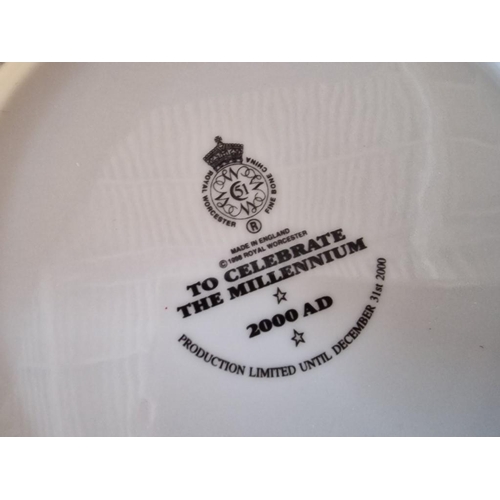 ROYAL WORCESTER
FINE BONE CHINA
51
®
MADE IN ENGLAND
© 1998 ROYAL WORCESTER
TO CELEBRATE
THE MILLENNIUM
2000 AD
PRODUCTION LIMITED UNTIL DECEMBER 31st 2000